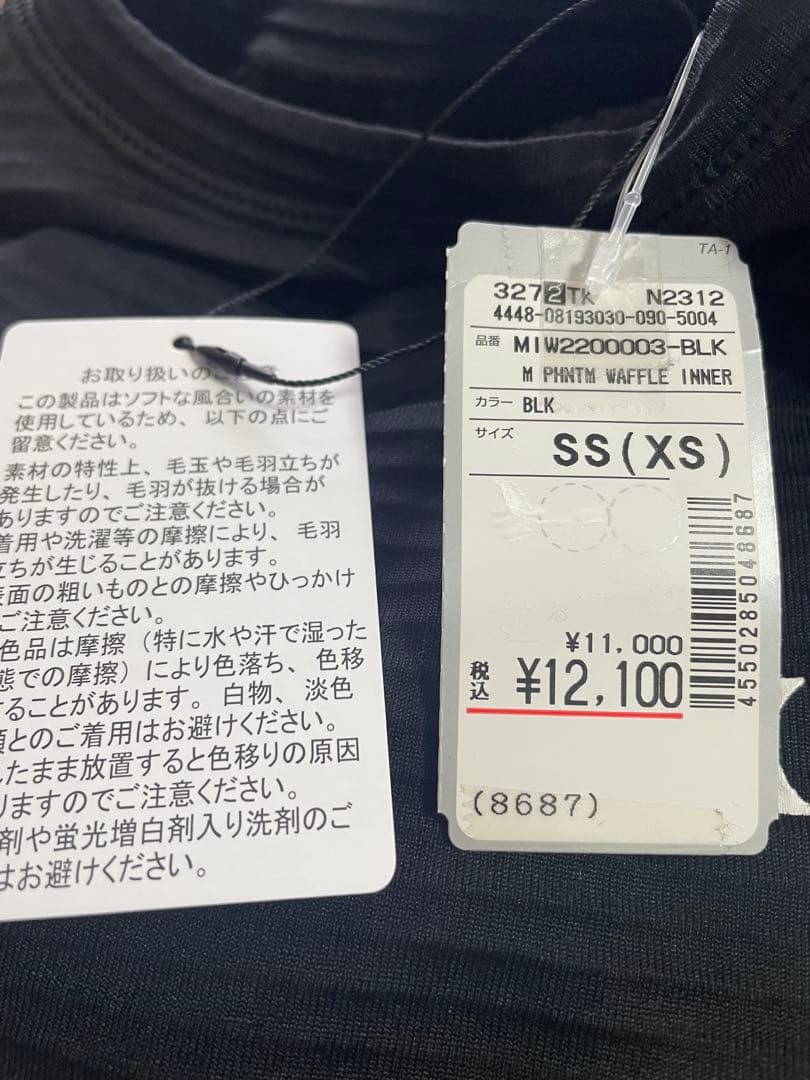 お取り扱いのご注意
この製品はソフトな風合いの素材を
使用しているため、以下の点にご
留意ください。
素材の特性上、毛玉や毛羽立ちが
発生したり、毛羽が抜ける場合が
ありますのでご注意ください。
着用や洗濯等の摩擦により、毛羽
立ちが生じることがあります。
表面の粗いものとの摩擦やひっかけ
ご注意ください。
色品は摩擦（特に水や汗で湿った
態での摩擦）により色落ち、色移
することがあります。白物、淡色
類とのご着用はお避けください。
したまま放置すると色移りの原因
りますのでご注意ください。
剤や蛍光増白剤入り洗剤のご
はお避けください。
TA-1
3272TK N2312
4448-08193030-090-5004
品番 MIW2200003-BLK
M PHNTM WAFFLE INNER
カラー BLK
サイズ SS(XS)
¥11,000
税込 ¥12,100
4550285048687
(8687)